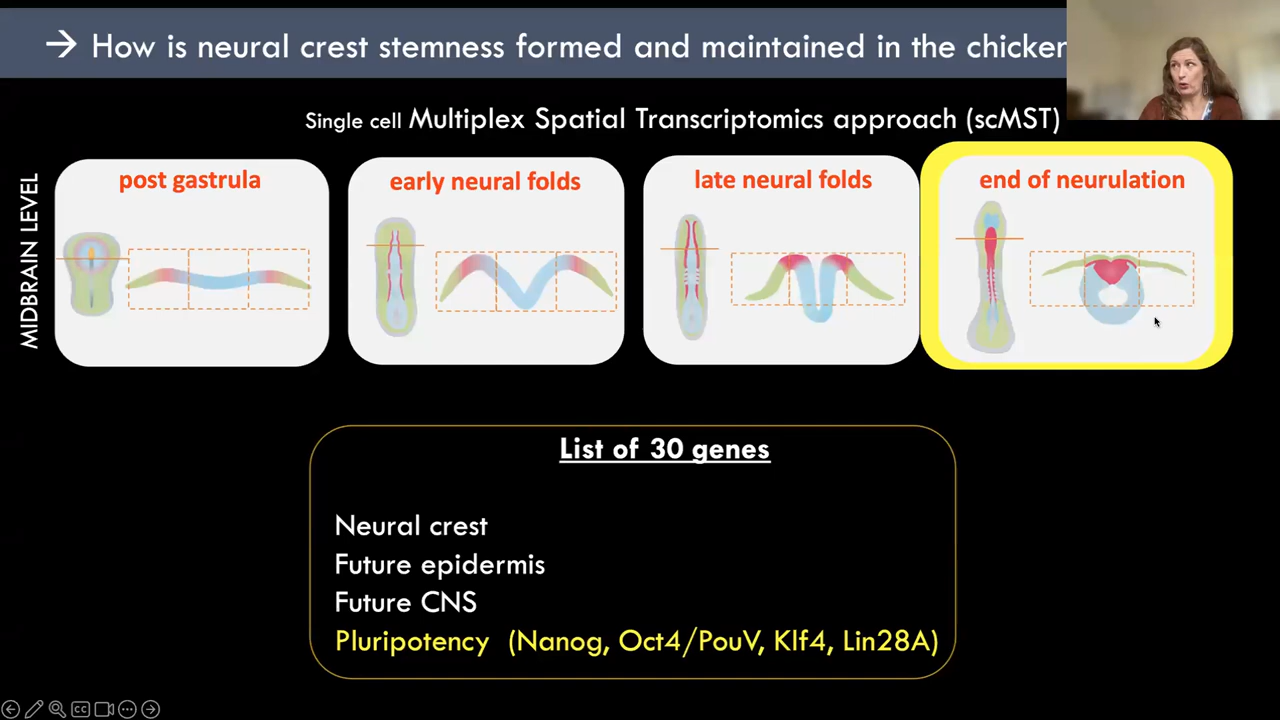 → How is neural crest stemness formed and maintained in the chicken
Single cell Multiplex Spatial Transcriptomics approach (scMST)
MIDBRAIN LEVEL
post gastrula
early neural folds
late neural folds
end of neurulation
List of 30 genes
Neural crest
Future epidermis
Future CNS
Pluripotency (Nanog, Oct4/PouV, Klf4, Lin28A)
CC